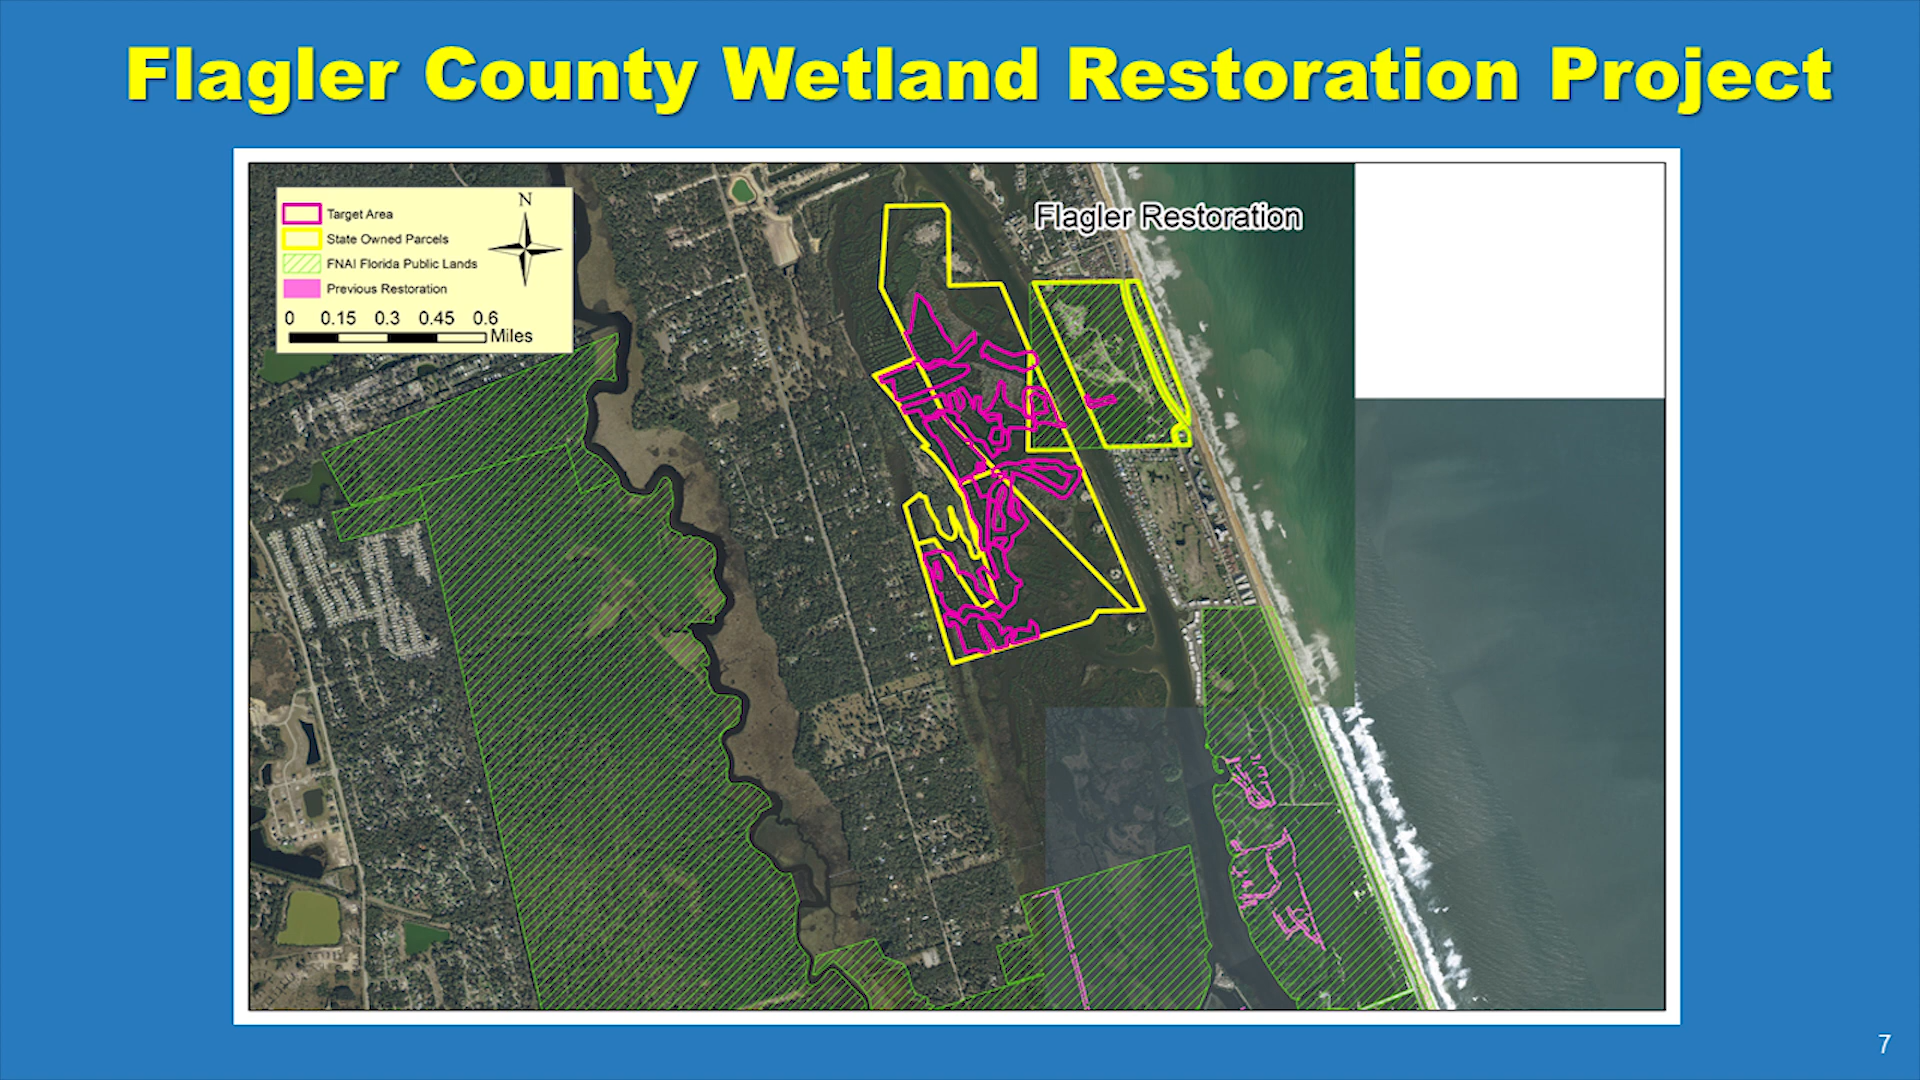 Flagler County Wetland Restoration Project
Flagler Restoration
N
Target Area
State Owned Parcels
FNAI Florida Public Lands
Previous Restoration
0 0.15 0.3 0.45 0.6
Miles
7